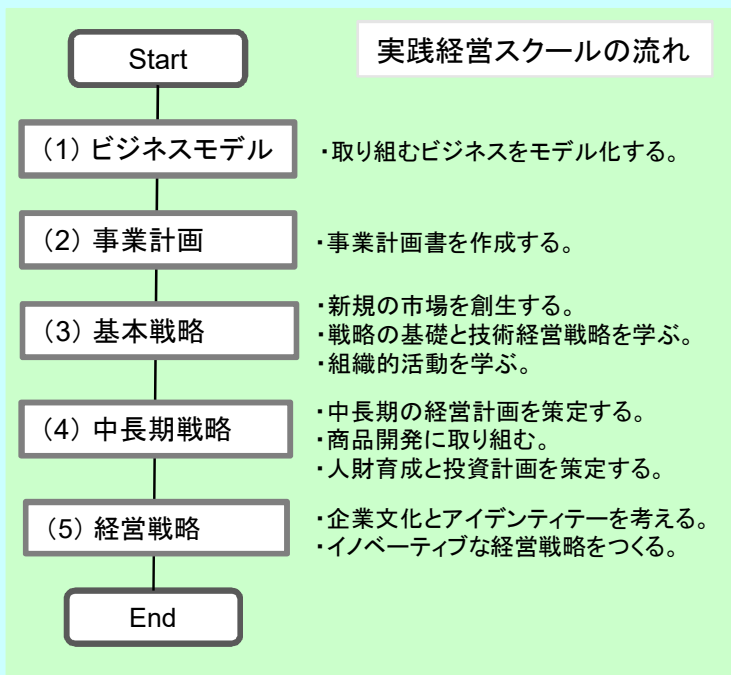 実践経営スクールの流れ
Start
(1) ビジネスモデル
・取り組むビジネスをモデル化する。
(2) 事業計画
・事業計画書を作成する。
(3) 基本戦略
・新規の市場を創生する。
・戦略の基礎と技術経営戦略を学ぶ。
・組織的活動を学ぶ。
(4) 中長期戦略
・中長期の経営計画を策定する。
・商品開発に取り組む。
・人財育成と投資計画を策定する。
(5) 経営戦略
・企業文化とアイデンティテーを考える。
・イノベーティブな経営戦略をつくる。
End